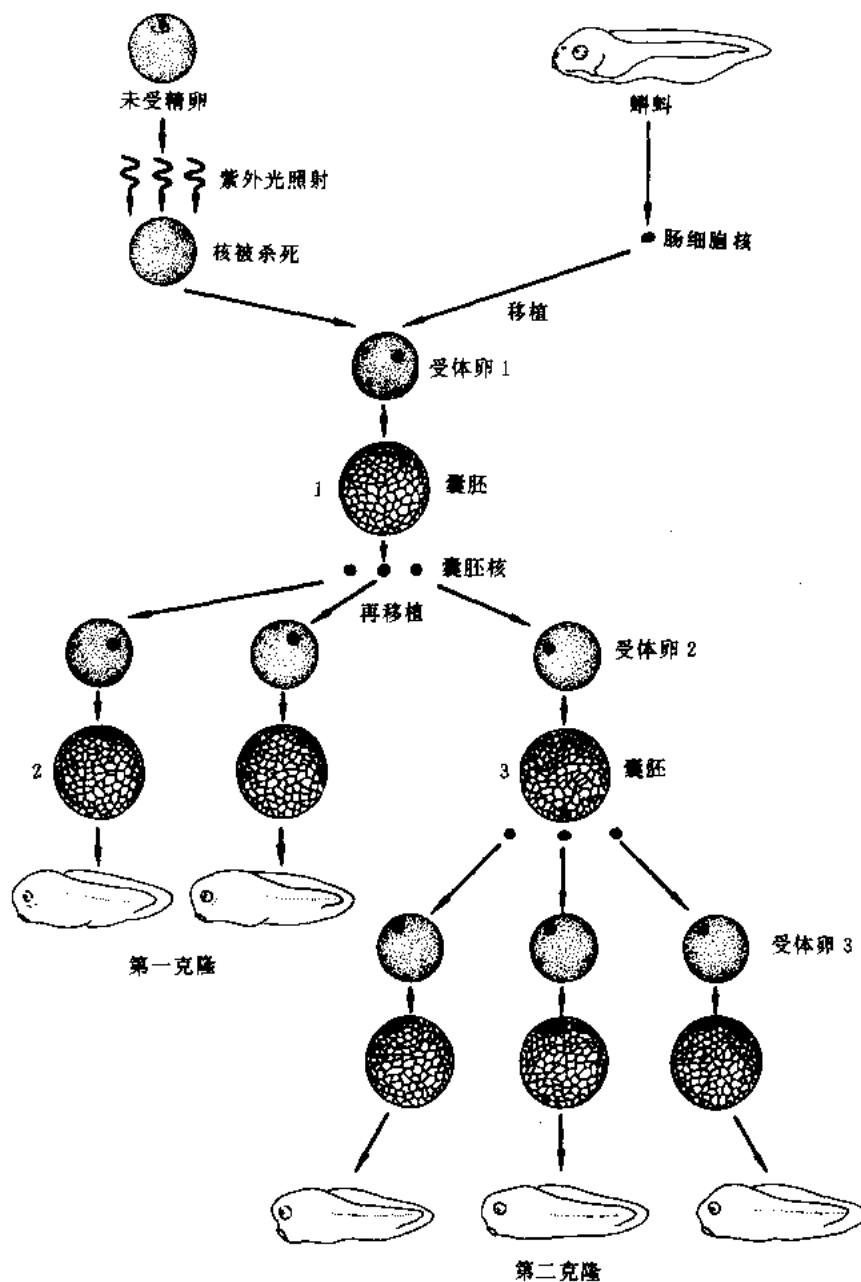 未受精卵
蝌蚪
紫外光照射
核被杀死
肠细胞核
移植
受体卵 1
1
囊胚
囊胚核
再移植
受体卵 2
2
3
囊胚
受体卵 3
第一克隆
第二克隆